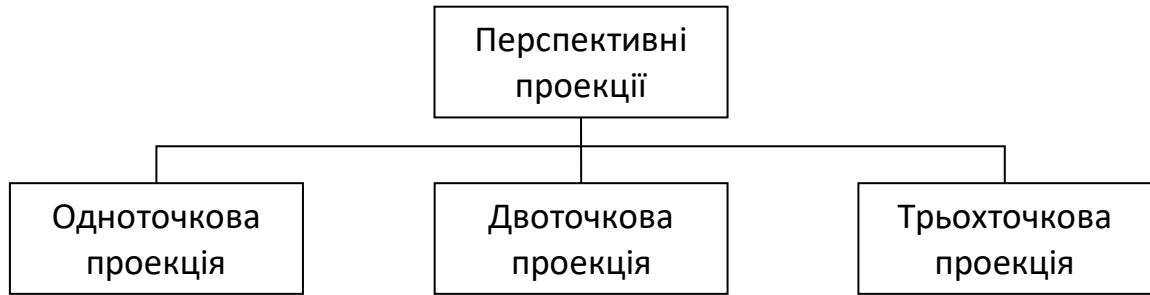 Перспективні
проекції
Одноточкова
проекція
Двоточкова
проекція
Трьохточкова
проекція